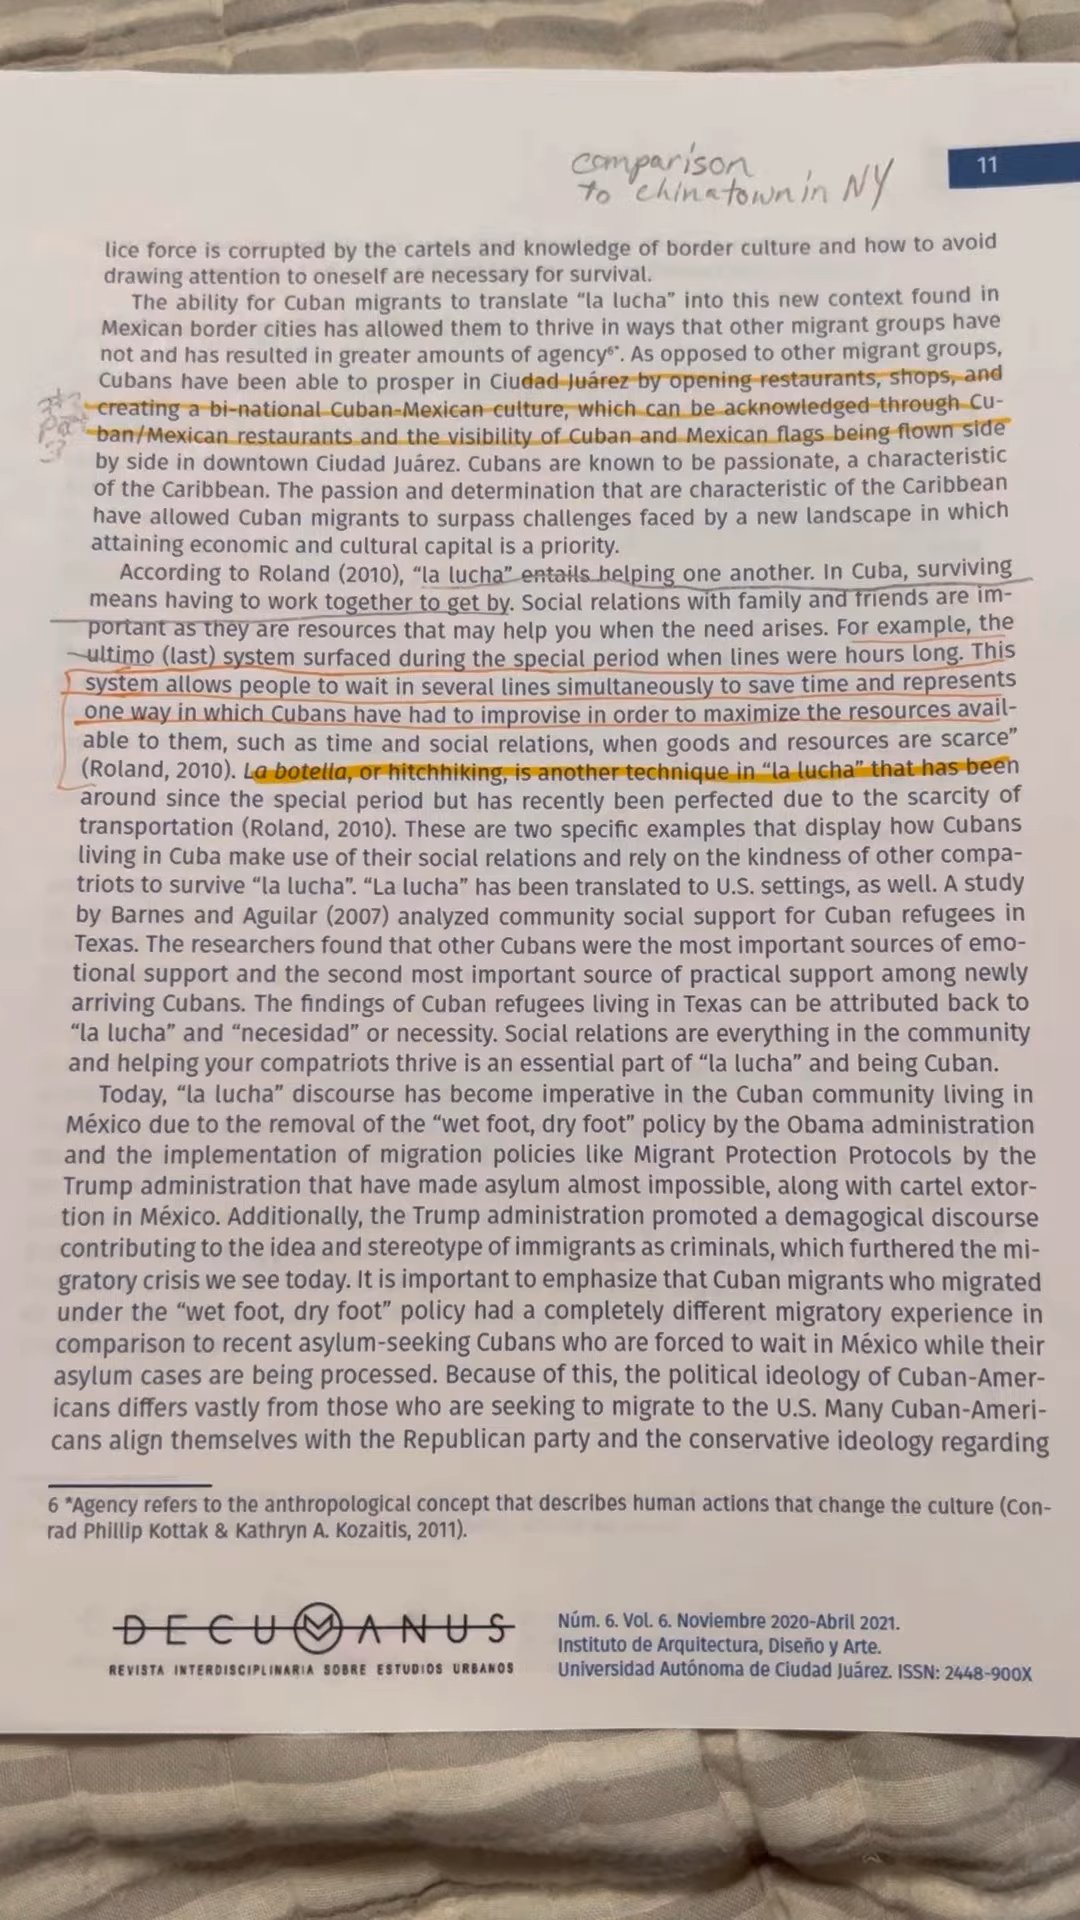 comparison
to chinatown in NY
11
lice force is corrupted by the cartels and knowledge of border culture and how to avoid
drawing attention to oneself are necessary for survival.
The ability for Cuban migrants to translate “la lucha” into this new context found in
Mexican border cities has allowed them to thrive in ways that other migrant groups have
not and has resulted in greater amounts of agency⁶*. As opposed to other migrant groups,
Cubans have been able to prosper in Ciudad Juárez by opening restaurants, shops, and
creating a bi-national Cuban-Mexican culture, which can be acknowledged through Cu-
ban/Mexican restaurants and the visibility of Cuban and Mexican flags being flown side
by side in downtown Ciudad Juárez. Cubans are known to be passionate, a characteristic
of the Caribbean. The passion and determination that are characteristic of the Caribbean
have allowed Cuban migrants to surpass challenges faced by a new landscape in which
attaining economic and cultural capital is a priority.
According to Roland (2010), “la lucha” entails helping one another. In Cuba, surviving
means having to work together to get by. Social relations with family and friends are im-
portant as they are resources that may help you when the need arises. For example, the
ultimo (last) system surfaced during the special period when lines were hours long. This
system allows people to wait in several lines simultaneously to save time and represents
one way in which Cubans have had to improvise in order to maximize the resources avail-
able to them, such as time and social relations, when goods and resources are scarce”
(Roland, 2010). La botella, or hitchhiking, is another technique in “la lucha” that has been
around since the special period but has recently been perfected due to the scarcity of
transportation (Roland, 2010). These are two specific examples that display how Cubans
living in Cuba make use of their social relations and rely on the kindness of other compa-
triots to survive “la lucha”. “La lucha” has been translated to U.S. settings, as well. A study
by Barnes and Aguilar (2007) analyzed community social support for Cuban refugees in
Texas. The researchers found that other Cubans were the most important sources of emo-
tional support and the second most important source of practical support among newly
arriving Cubans. The findings of Cuban refugees living in Texas can be attributed back to
“la lucha” and “necesidad” or necessity. Social relations are everything in the community
and helping your compatriots thrive is an essential part of “la lucha” and being Cuban.
Today, “la lucha” discourse has become imperative in the Cuban community living in
México due to the removal of the “wet foot, dry foot” policy by the Obama administration
and the implementation of migration policies like Migrant Protection Protocols by the
Trump administration that have made asylum almost impossible, along with cartel extor-
tion in México. Additionally, the Trump administration promoted a demagogical discourse
contributing to the idea and stereotype of immigrants as criminals, which furthered the mi-
gratory crisis we see today. It is important to emphasize that Cuban migrants who migrated
under the “wet foot, dry foot” policy had a completely different migratory experience in
comparison to recent asylum-seeking Cubans who are forced to wait in México while their
asylum cases are being processed. Because of this, the political ideology of Cuban-Amer-
icans differs vastly from those who are seeking to migrate to the U.S. Many Cuban-Ameri-
cans align themselves with the Republican party and the conservative ideology regarding
6 *Agency refers to the anthropological concept that describes human actions that change the culture (Con-
rad Phillip Kottak & Kathryn A. Kozaitis, 2011).
DECUMANUS
REVISTA INTERDISCIPLINARIA SOBRE ESTUDIOS URBANOS
Núm. 6. Vol. 6. Noviembre 2020-Abril 2021.
Instituto de Arquitectura, Diseño y Arte.
Universidad Autónoma de Ciudad Juárez. ISSN: 2448-900X